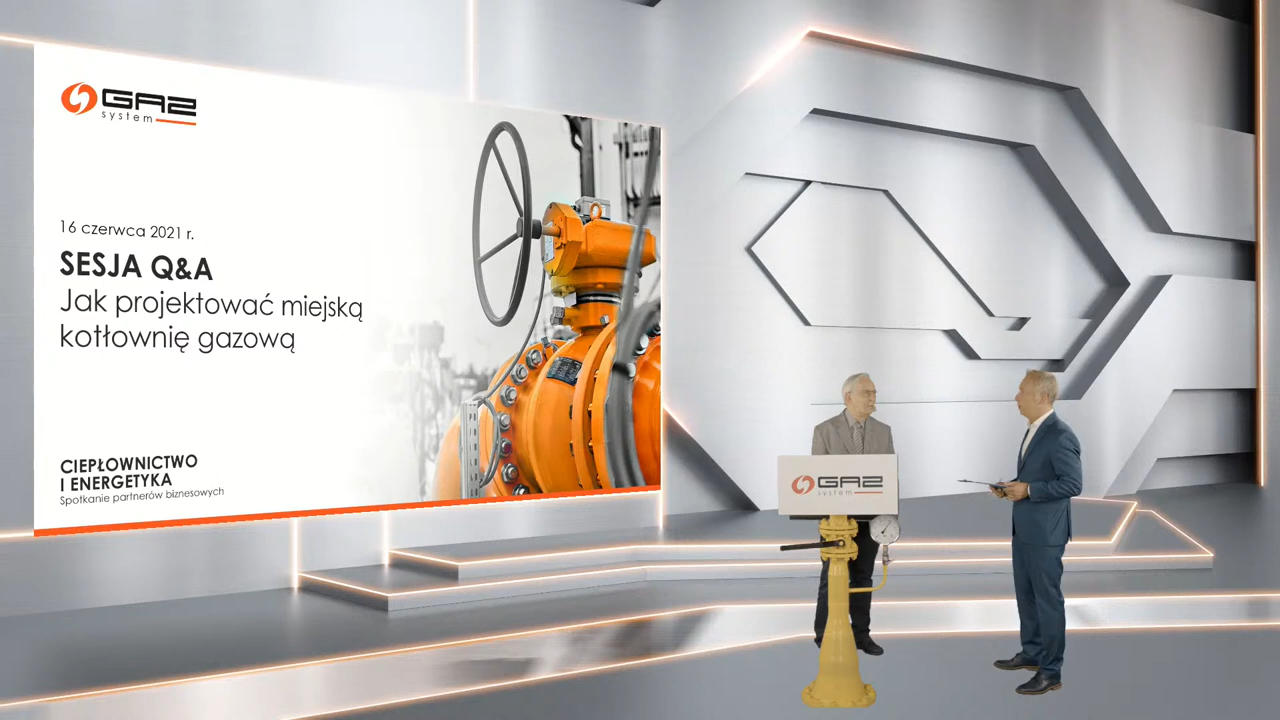 GAZ
system
16 czerwca 2021 r.
SESJA Q&A
Jak projektować miejską
kotłownię gazową
CIEPŁOWNICTWO
I ENERGETYKA
Spotkanie partnerów biznesowych
GAZ
system